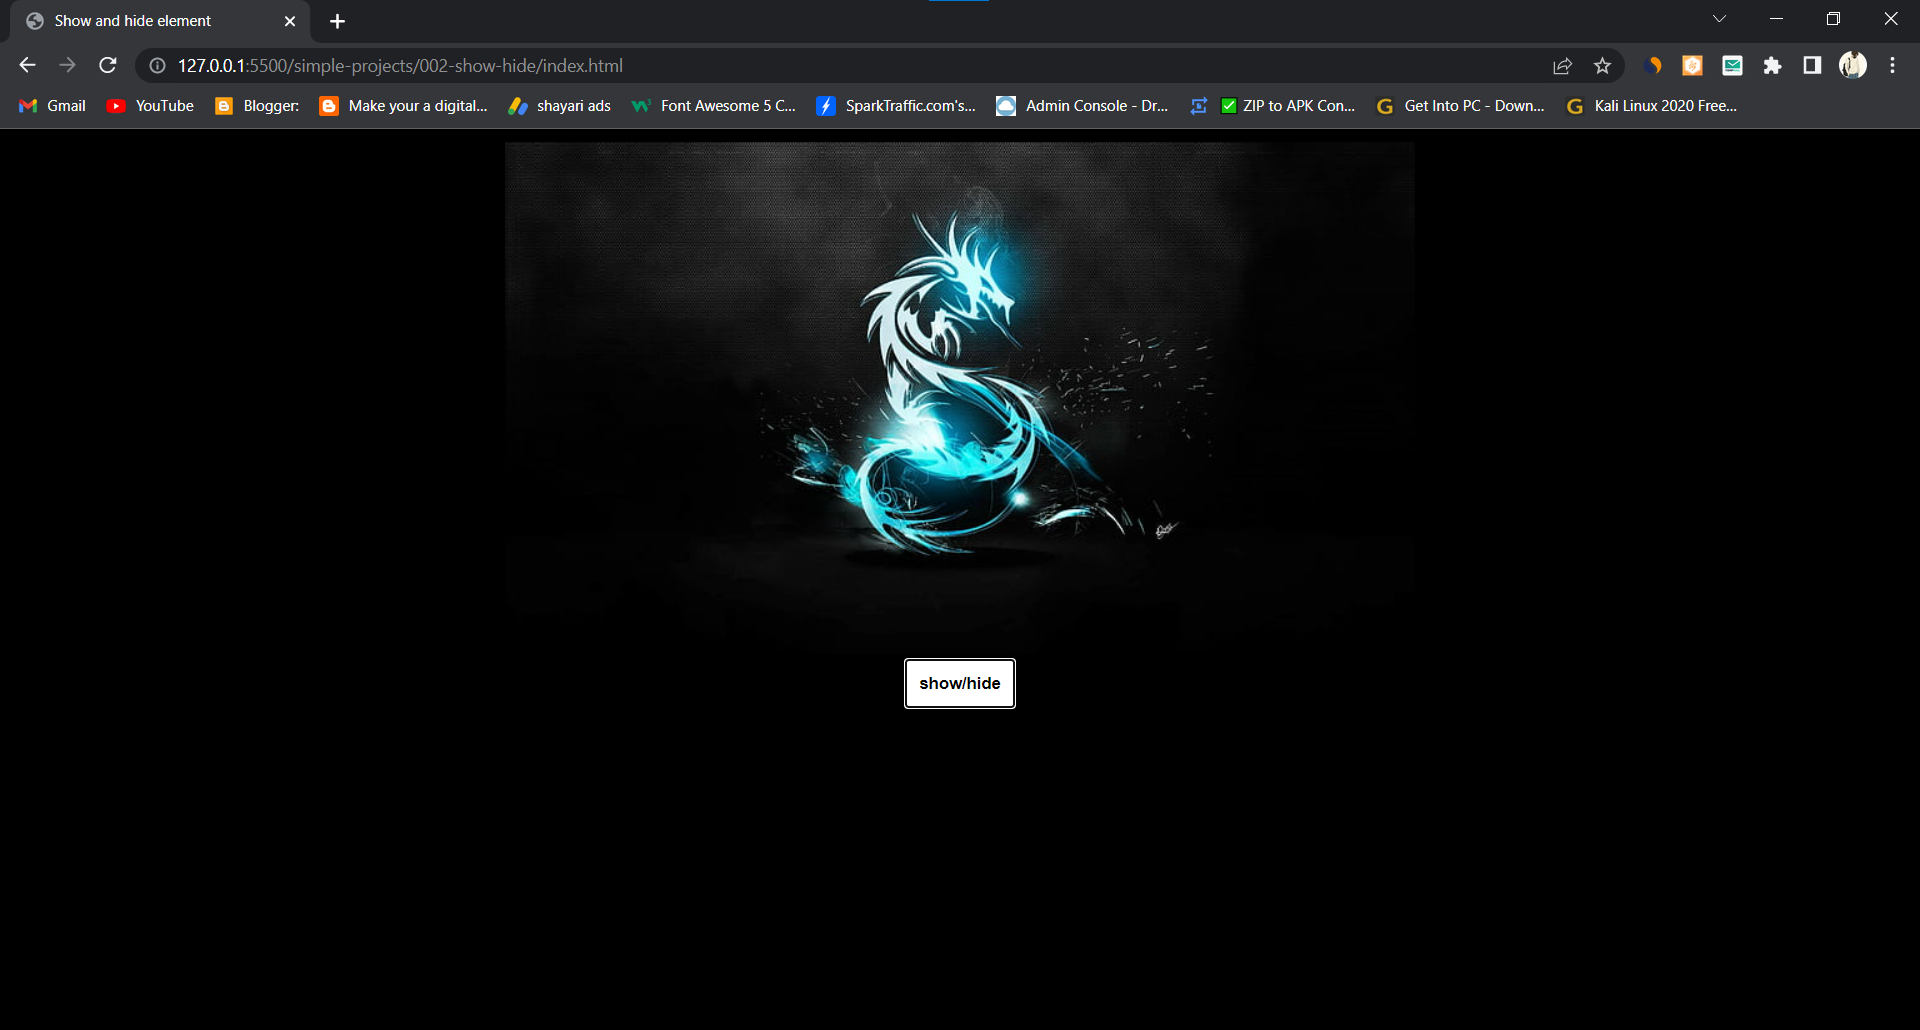 Show and hide element
127.0.0.1:5500/simple-projects/002-show-hide/index.html
Gmail YouTube Blogger: Make your a digital... shayari ads Font Awesome 5 C... SparkTraffic.com's... Admin Console - Dr... ZIP to APK Con... Get Into PC - Down... Kali Linux 2020 Free...
show/hide